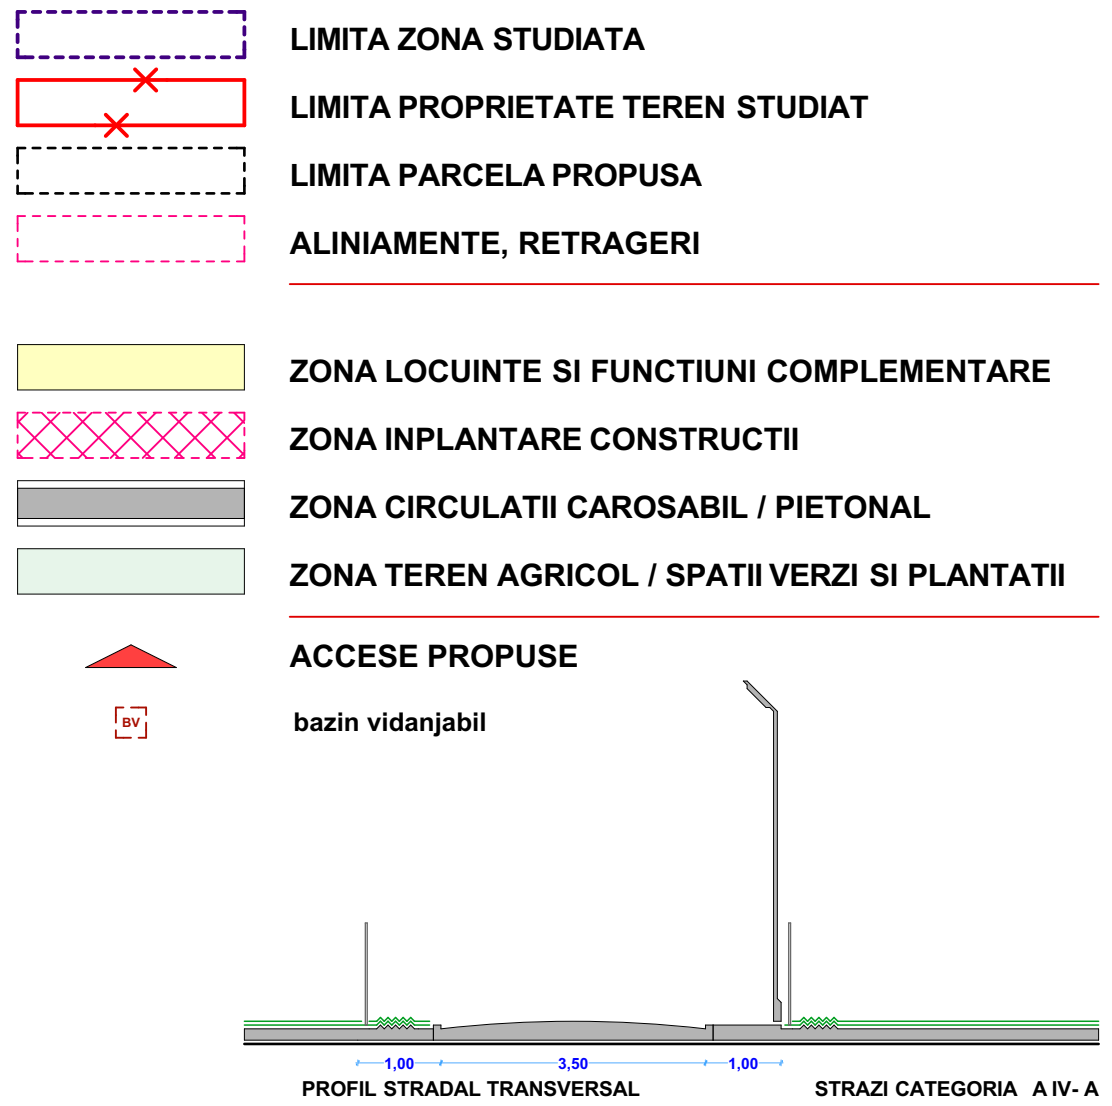 LIMITA ZONA STUDIATA
LIMITA PROPRIETATE TEREN STUDIAT
LIMITA PARCELA PROPUSA
ALINIAMENTE, RETRAGERI
ZONA LOCUINTE SI FUNCTIUNI COMPLEMENTARE
ZONA INPLANTARE CONSTRUCTII
ZONA CIRCULATII CAROSABIL / PIETONAL
ZONA TEREN AGRICOL / SPATII VERZI SI PLANTATII
ACCESE PROPUSE
BV bazin vidanjabil
1,00 3,50 1,00
PROFIL STRADAL TRANSVERSAL STRAZI CATEGORIA A IV- A